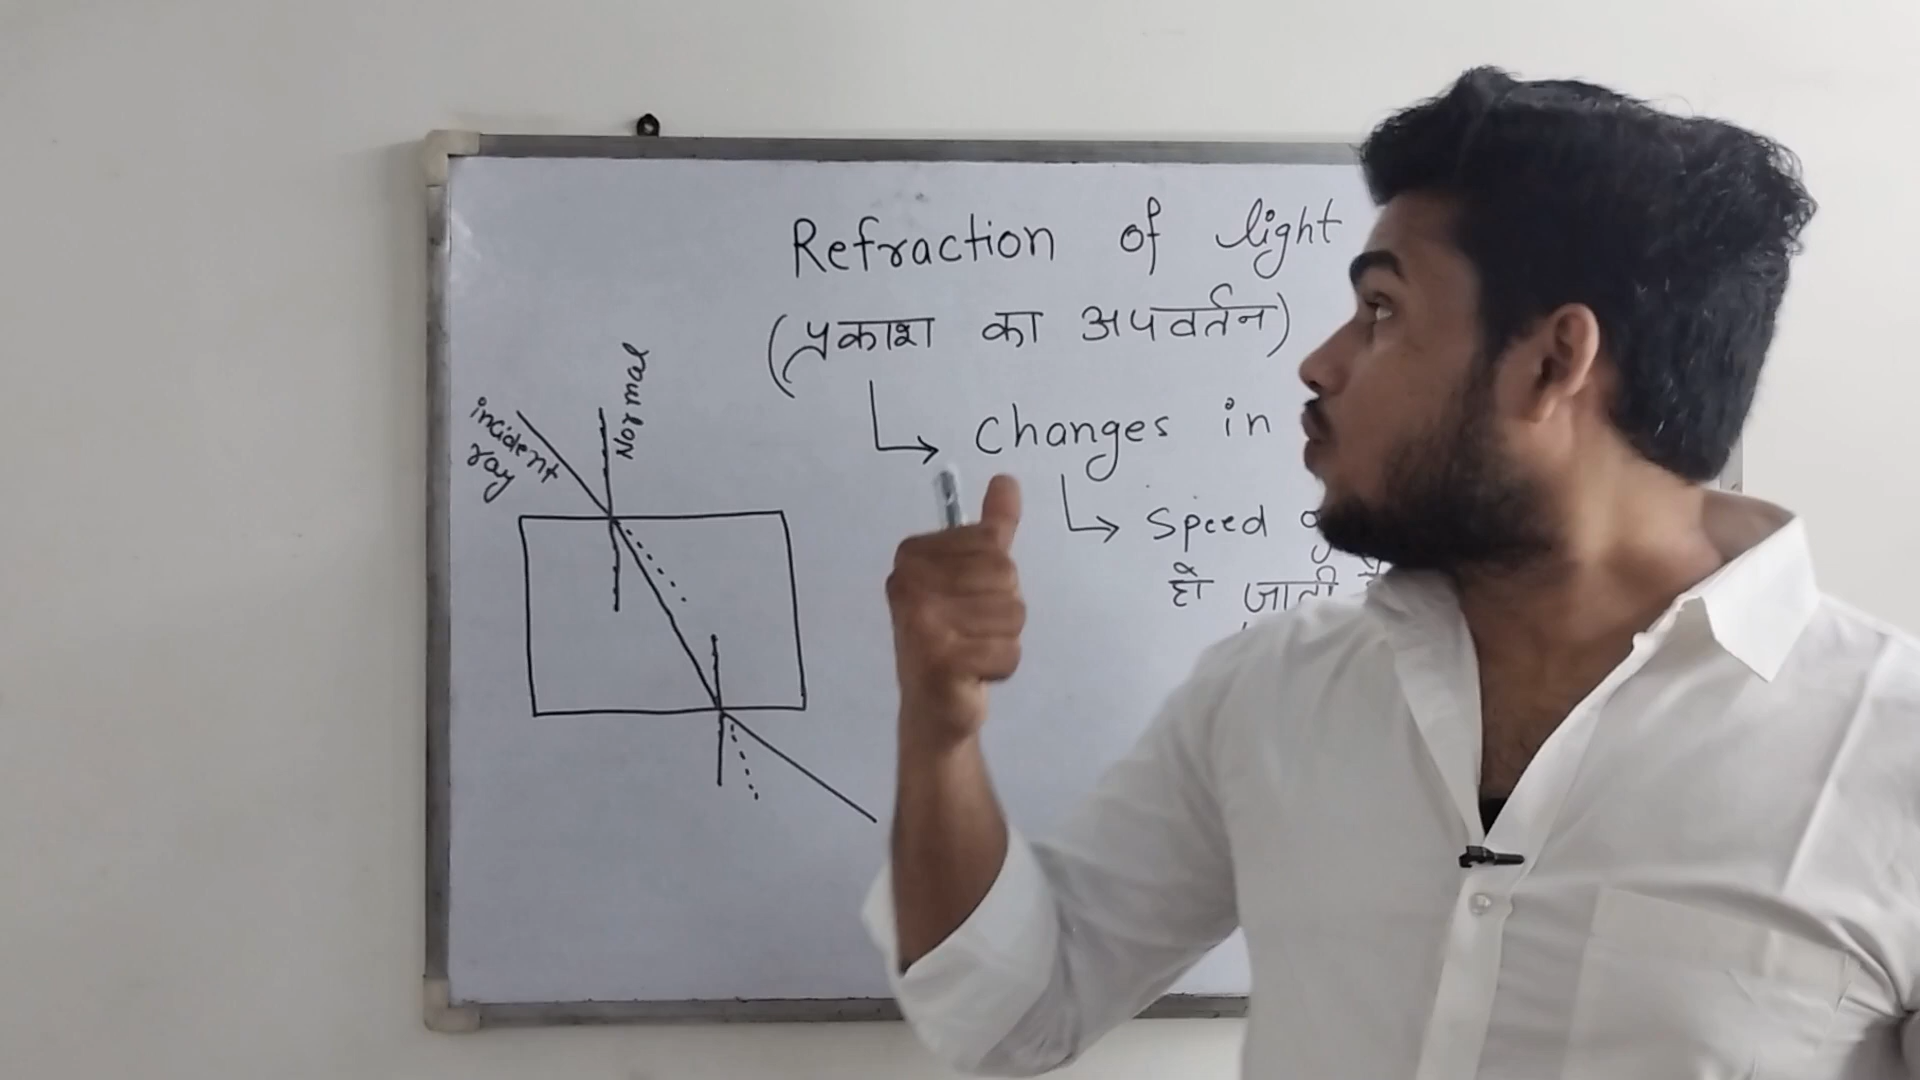 Refraction of light
(प्रकाश का अपवर्तन)
Changes in
Speed
हो जाती
Normal
incident
ray